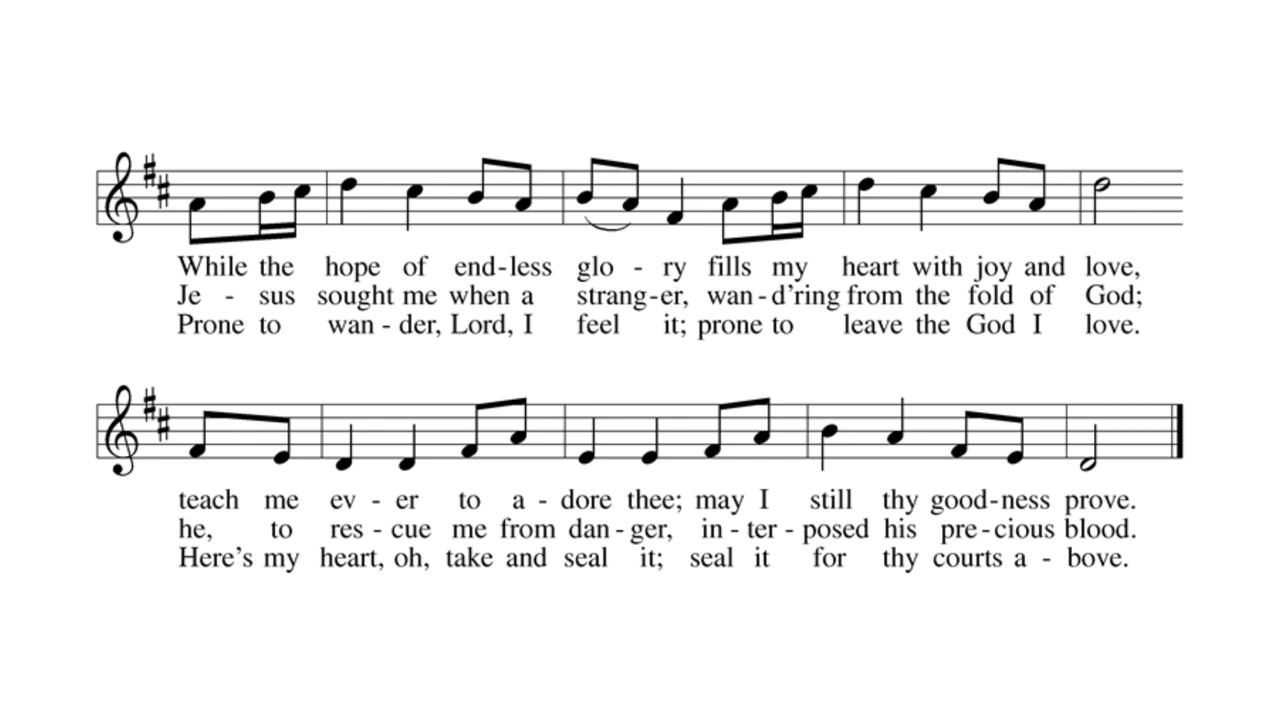 While the hope of end-less glo - ry fills my heart with joy and love,
Je - sus sought me when a strang-er, wan-d’ring from the fold of God;
Prone to wan - der, Lord, I feel it; prone to leave the God I love.
teach me ev - er to a - dore thee; may I still thy good-ness prove.
he, to res - cue me from dan-ger, in - ter - posed his pre-cious blood.
Here’s my heart, oh, take and seal it; seal it for thy courts a - bove.